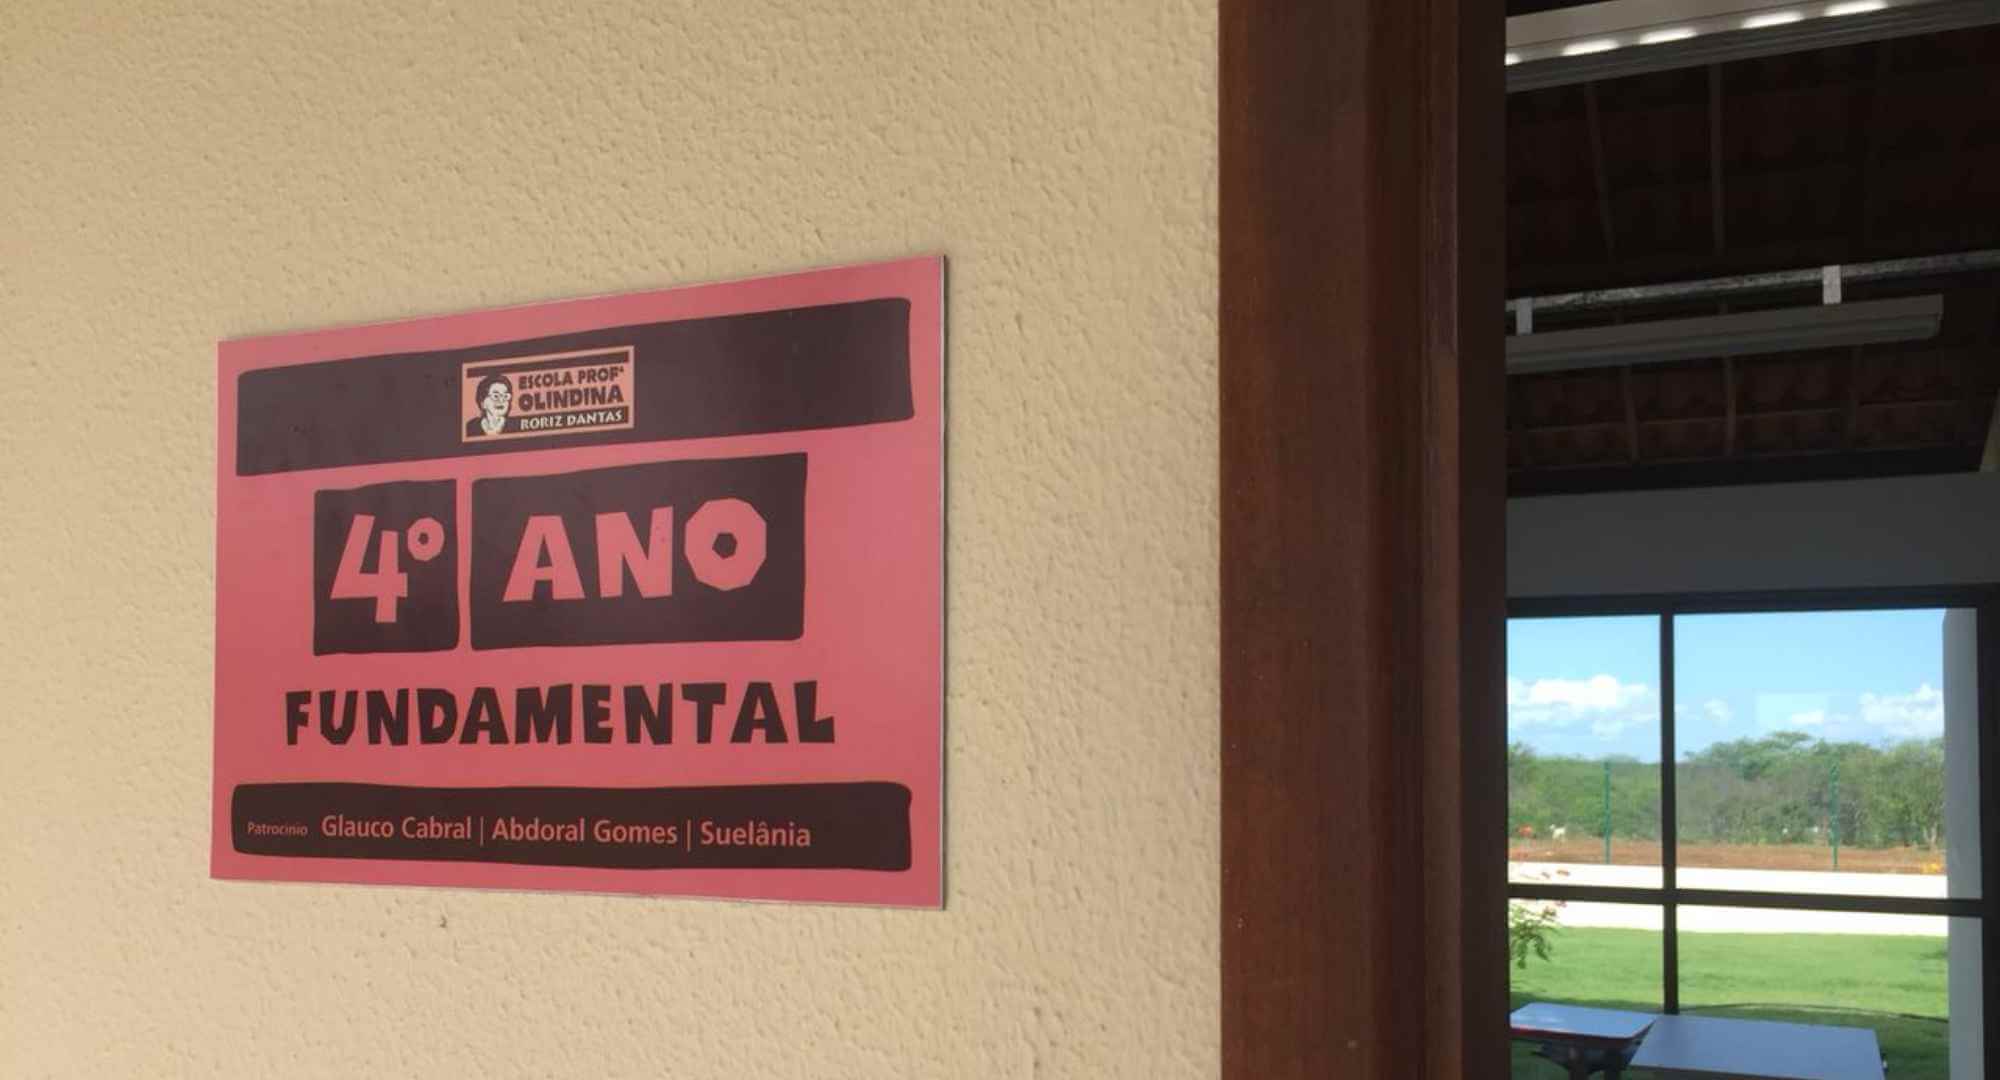 ESCOLA PROFª
OLINDINA
RORIZ DANTAS
4º ANO
FUNDAMENTAL
Patrocínio Glauco Cabral | Abdoral Gomes | Suelânia